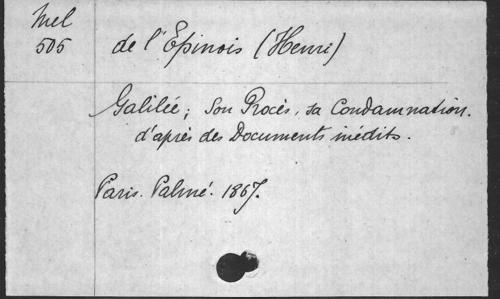 Mel
505
de l'Epinois (Henri)
Galilée; Son Procès, sa Condamnation.
d'après des Documents inédits.
Paris. Palmé. 1867.